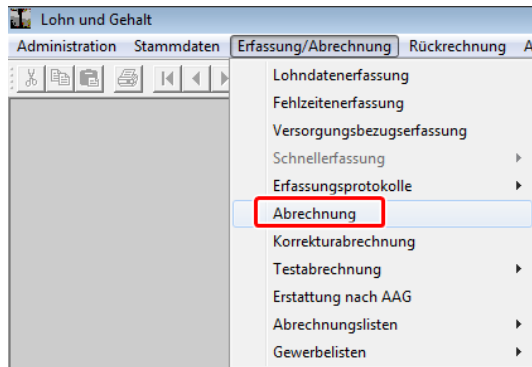 Lohn und Gehalt
Administration Stammdaten Erfassung/Abrechnung Rückrechnung A
Lohndatenerfassung
Fehlzeitenerfassung
Versorgungsbezugserfassung
Schnellerfassung
Erfassungsprotokolle
Abrechnung
Korrekturabrechnung
Testabrechnung
Erstattung nach AAG
Abrechnungslisten
Gewerbelisten